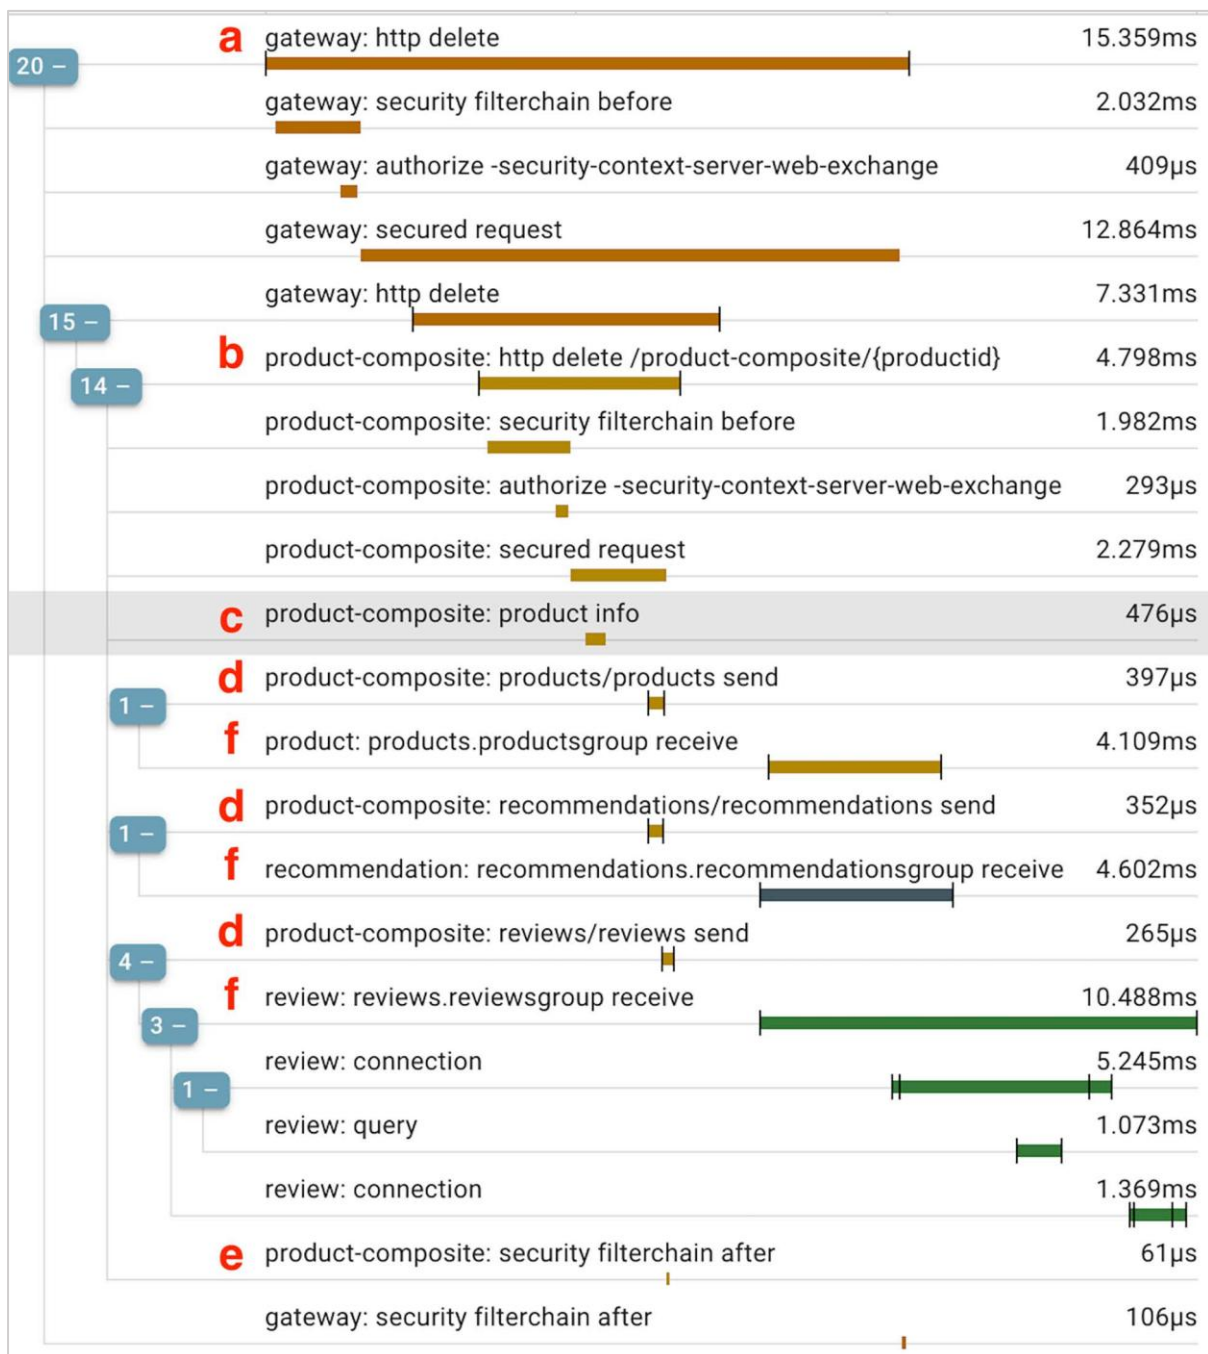 a gateway: http delete 15.359ms
20 –
gateway: security filterchain before 2.032ms
gateway: authorize -security-context-server-web-exchange 409μs
gateway: secured request 12.864ms
gateway: http delete 7.331ms
15 –
b product-composite: http delete /product-composite/{productid} 4.798ms
14 –
product-composite: security filterchain before 1.982ms
product-composite: authorize -security-context-server-web-exchange 293μs
product-composite: secured request 2.279ms
c product-composite: product info 476μs
d product-composite: products/products send 397μs
1 –
f product: products.productsgroup receive 4.109ms
d product-composite: recommendations/recommendations send 352μs
1 –
f recommendation: recommendations.recommendationsgroup receive 4.602ms
d product-composite: reviews/reviews send 265μs
4 –
f review: reviews.reviewsgroup receive 10.488ms
3 –
review: connection 5.245ms
1 –
review: query 1.073ms
review: connection 1.369ms
e product-composite: security filterchain after 61μs
gateway: security filterchain after 106μs